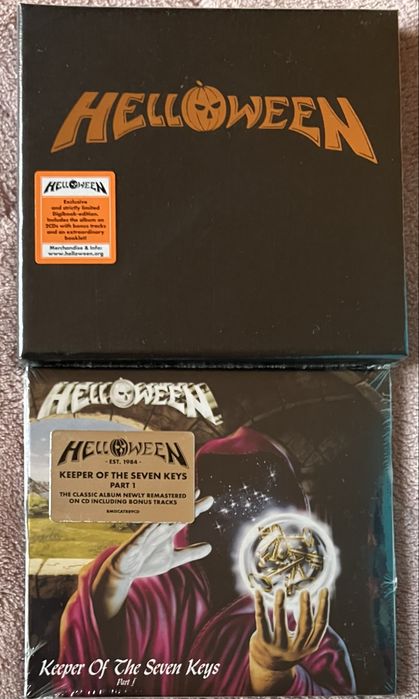 HELLOWEEN
HELLOWEEN
Exclusive
and strictly limited
Digibook-edition.
Includes the album on
2CDs with bonus tracks
and an extraordinary
booklet!
Merchandise & Info:
www.helloween.org
HELLOWEEN
HELLOWEEN
- EST. 1984 -
KEEPER OF THE SEVEN KEYS
PART 1
THE CLASSIC ALBUM NEWLY REMASTERED
ON CD INCLUDING BONUS TRACKS
BMGCAT889CD
Keeper Of The Seven Keys
Part I